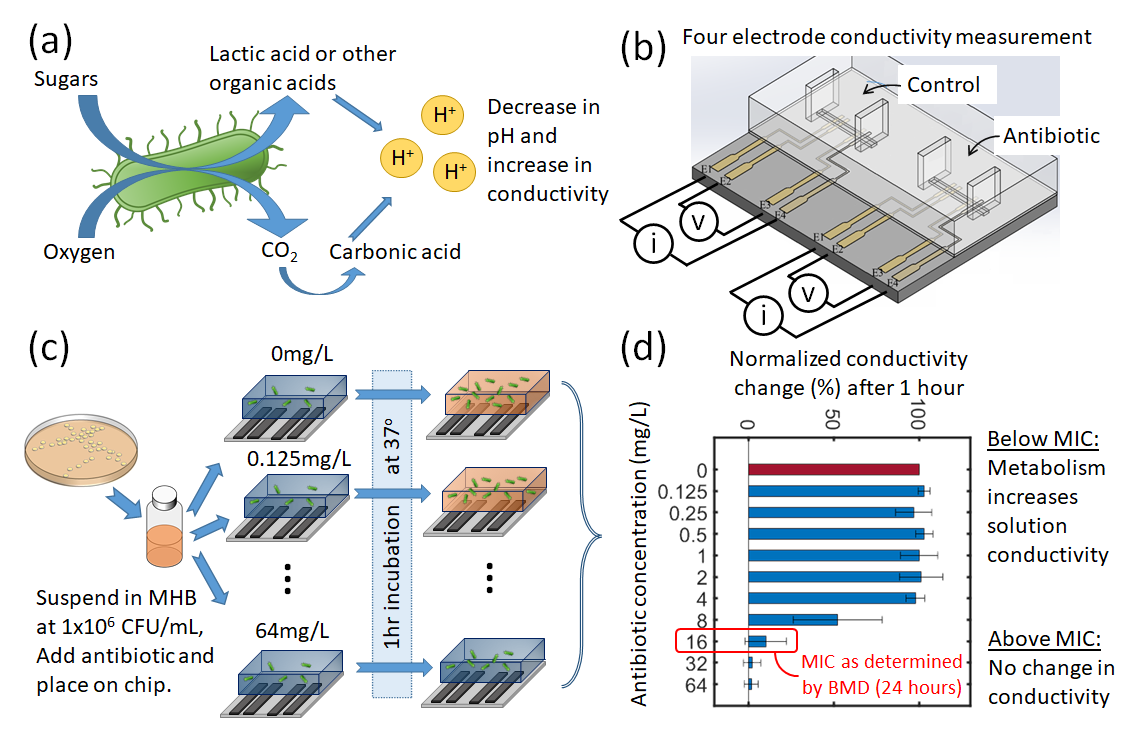 (a)
Sugars
Lactic acid or other
organic acids
H+
H+
H+
Decrease in
pH and
increase in
conductivity
Oxygen
CO2
Carbonic acid
(b)
Four electrode conductivity measurement
Control
Antibiotic
E1
E2
E3
E4
E1
E2
E3
E4
V
i
V
i
(c)
0mg/L
0.125mg/L
64mg/L
1hr incubation at 37°
Suspend in MHB
at 1x10⁶ CFU/mL,
Add antibiotic and
place on chip.
(d)
Normalized conductivity
change (%) after 1 hour
0
50
100
Antibiotic concentration (mg/L)
0
0.125
0.25
0.5
1
2
4
8
16
32
64
MIC as determined
by BMD (24 hours)
Below MIC:
Metabolism
increases
solution
conductivity
Above MIC:
No change in
conductivity